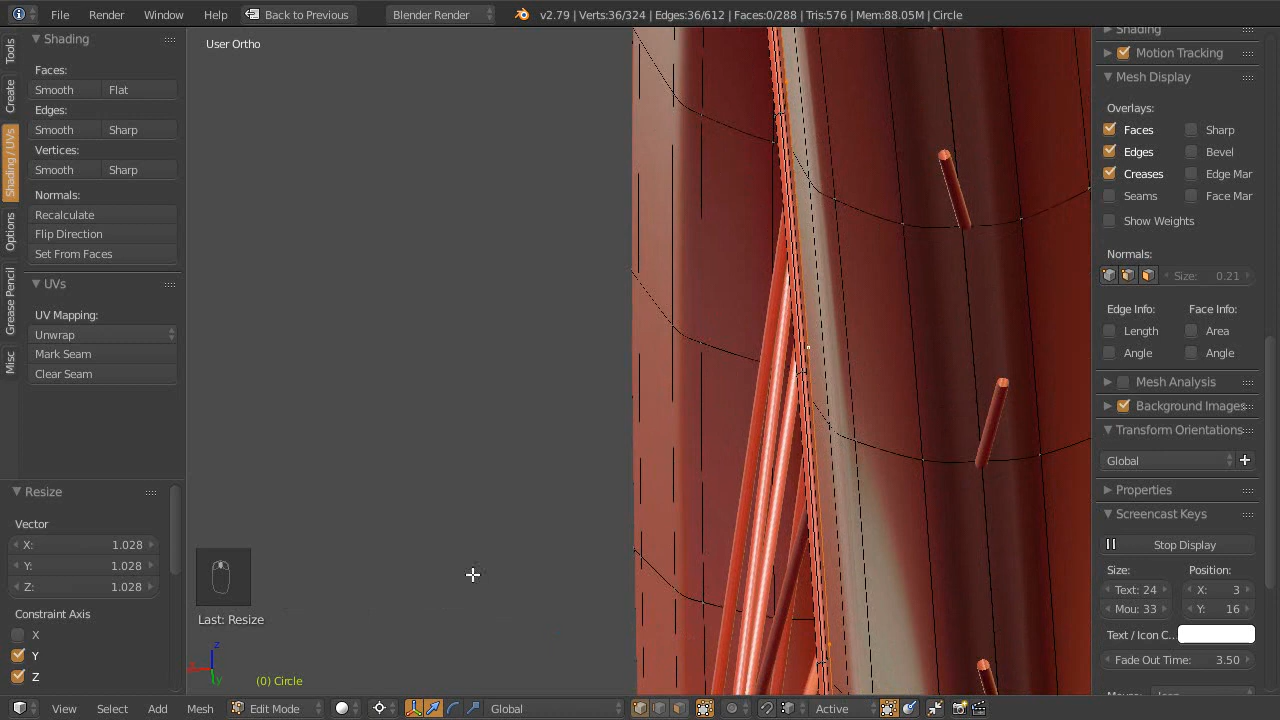 File Render Window Help Back to Previous Blender Render v2.79 | Verts:36/324 | Edges:36/612 | Faces:0/288 | Tris:576 | Mem:88.05M | Circle
Tools
Create
Shading / UVs
Options
Grease Pencil
Misc
Shading
Faces:
Smooth Flat
Edges:
Smooth Sharp
Vertices:
Smooth Sharp
Normals:
Recalculate
Flip Direction
Set From Faces
UVs
UV Mapping:
Unwrap
Mark Seam
Clear Seam
Resize
Vector
X: 1.028
Y: 1.028
Z: 1.028
Constraint Axis
X
Y
Z
User Ortho
Last: Resize
z
y
(0) Circle
Shading
Motion Tracking
Mesh Display
Overlays:
Faces Sharp
Edges Bevel
Creases Edge Mar
Seams Face Mar
Show Weights
Normals:
Size: 0.21
Edge Info: Face Info:
Length Area
Angle Angle
Mesh Analysis
Background Images
Transform Orientations
Global
Properties
Screencast Keys
Stop Display
Size: Position:
Text: 24 X: 3
Mou: 33 Y: 16
Text / Icon C..
Fade Out Time: 3.50
View Select Add Mesh Edit Mode Global Active